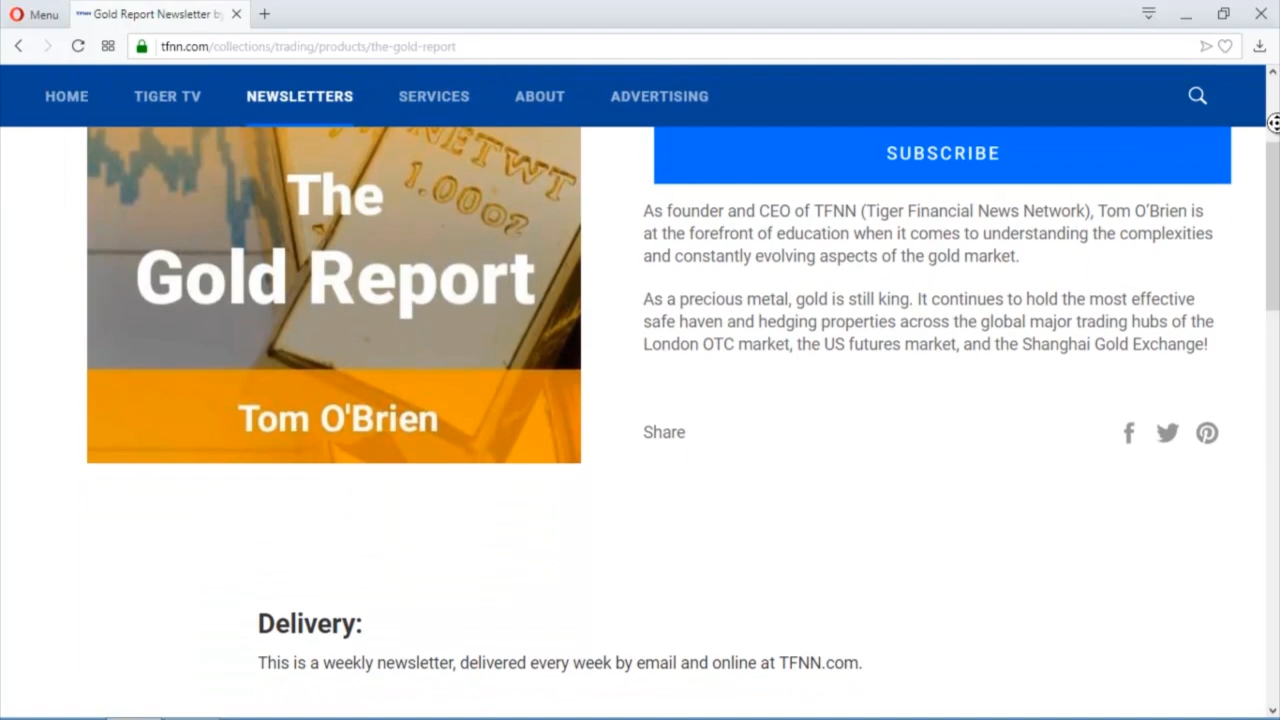 Menu
TFNN Gold Report Newsletter by
tfnn.com/collections/trading/products/the-gold-report
HOME
TIGER TV
NEWSLETTERS
SERVICES
ABOUT
ADVERTISING
NETWT
1.00oz
The
Gold Report
Tom O'Brien
SUBSCRIBE
As founder and CEO of TFNN (Tiger Financial News Network), Tom O’Brien is
at the forefront of education when it comes to understanding the complexities
and constantly evolving aspects of the gold market.
As a precious metal, gold is still king. It continues to hold the most effective
safe haven and hedging properties across the global major trading hubs of the
London OTC market, the US futures market, and the Shanghai Gold Exchange!
Share
Delivery:
This is a weekly newsletter, delivered every week by email and online at TFNN.com.